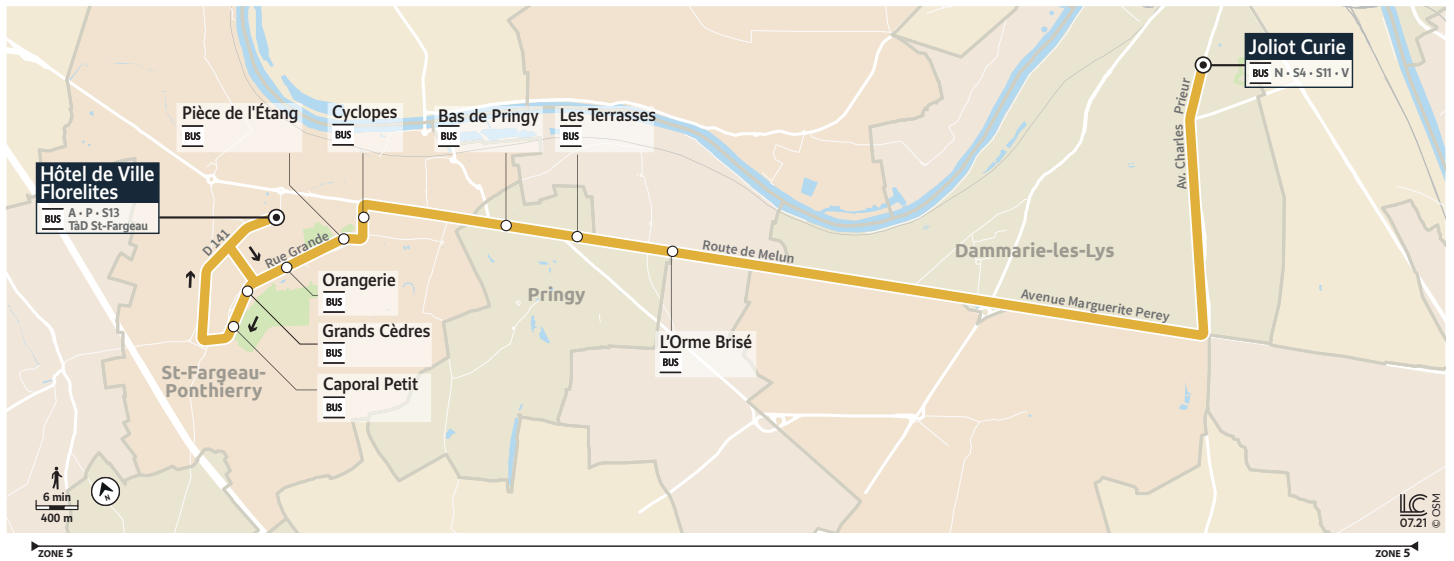 Joliot Curie
BUS N • S4 • S11 • V
Av. Charles Prieur
Pièce de l'Étang
BUS
Cyclopes
BUS
Bas de Pringy
BUS
Les Terrasses
BUS
Hôtel de Ville
Florelites
BUS A • P • S13
TàD St-Fargeau
D 141
Rue Grande
Route de Melun
Dammarie-les-Lys
Avenue Marguerite Perey
Orangerie
BUS
Pringy
Grands Cèdres
BUS
L'Orme Brisé
BUS
Caporal Petit
BUS
St-Fargeau-
Ponthierry
6 min
400 m
N
LC
07.21
© OSM
ZONE 5
ZONE 5